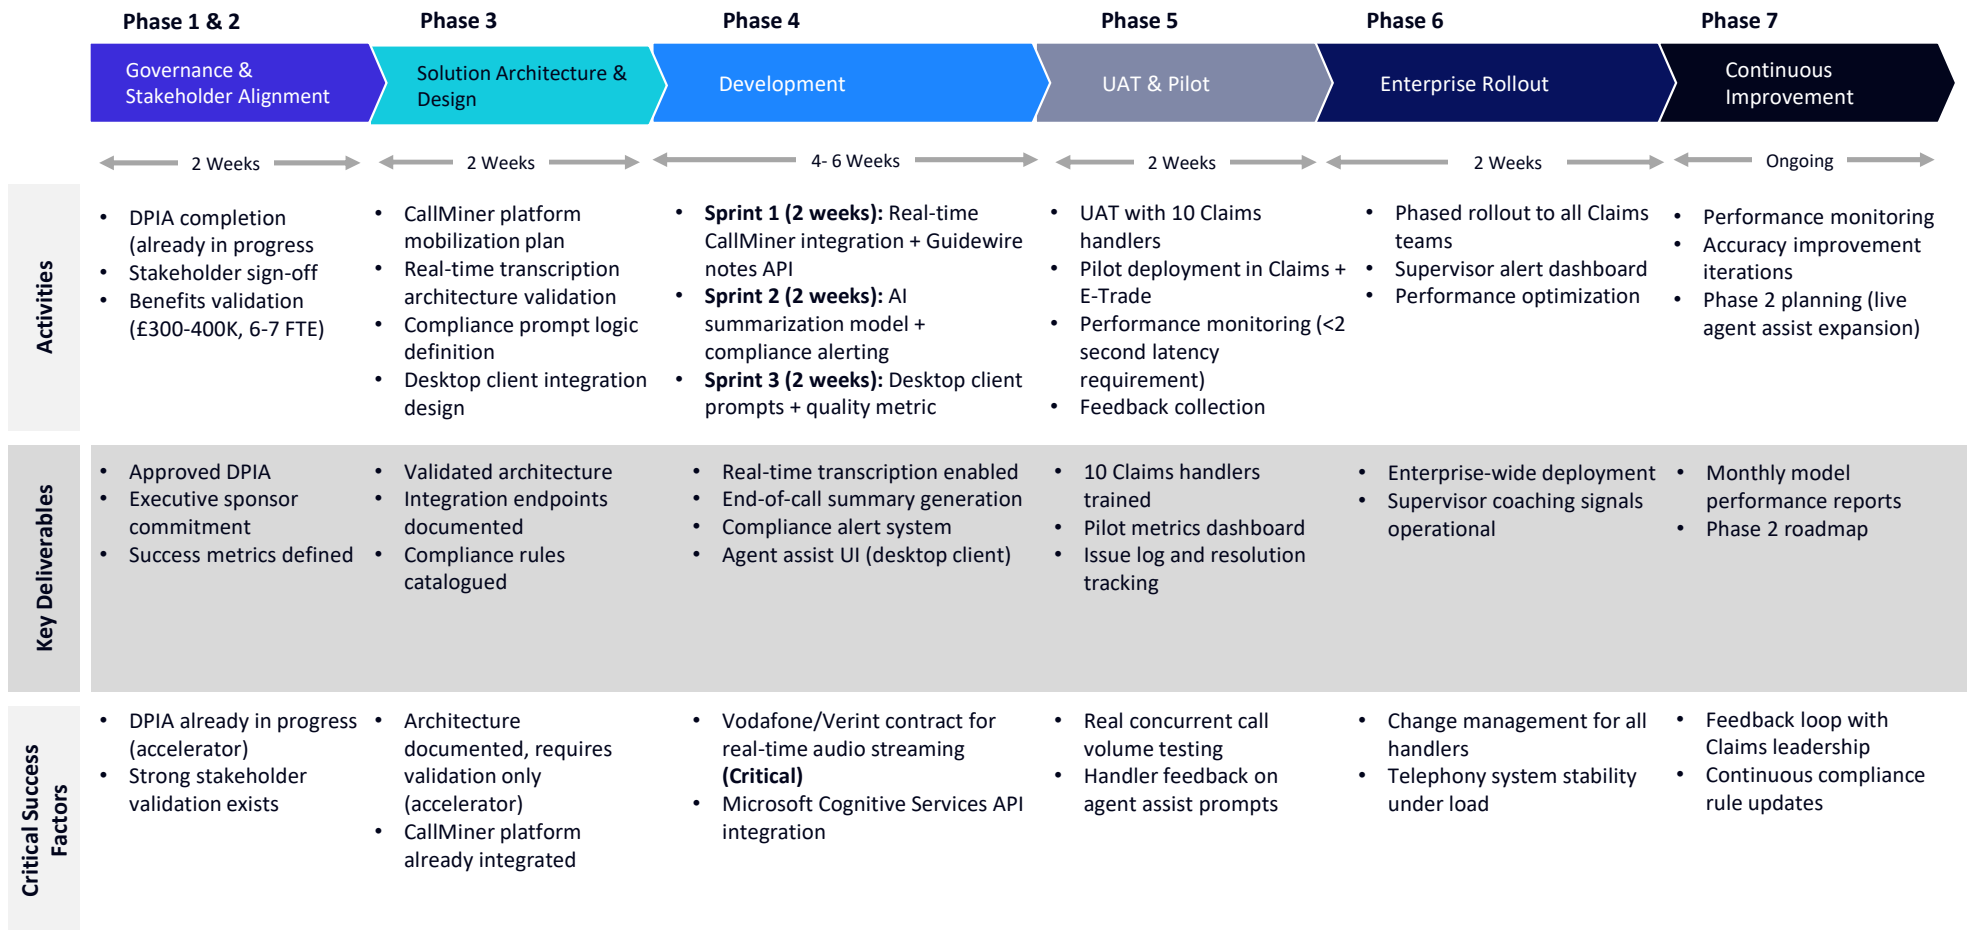 Phase 1 & 2
Phase 3
Phase 4
Phase 5
Phase 6
Phase 7
Governance &
Stakeholder Alignment
Solution Architecture &
Design
Development
UAT & Pilot
Enterprise Rollout
Continuous
Improvement
2 Weeks
2 Weeks
4- 6 Weeks
2 Weeks
2 Weeks
Ongoing
Activities
• DPIA completion
(already in progress
• Stakeholder sign-off
• Benefits validation
(£300-400K, 6-7 FTE)
• CallMiner platform
mobilization plan
• Real-time transcription
architecture validation
• Compliance prompt logic
definition
• Desktop client integration
design
• Sprint 1 (2 weeks): Real-time
CallMiner integration + Guidewire
notes API
• Sprint 2 (2 weeks): AI
summarization model +
compliance alerting
• Sprint 3 (2 weeks): Desktop client
prompts + quality metric
• UAT with 10 Claims
handlers
• Pilot deployment in Claims +
E-Trade
• Performance monitoring (<2
second latency
requirement)
• Feedback collection
• Phased rollout to all Claims
teams
• Supervisor alert dashboard
• Performance optimization
• Performance monitoring
• Accuracy improvement
iterations
• Phase 2 planning (live
agent assist expansion)
Key Deliverables
• Approved DPIA
• Executive sponsor
commitment
• Success metrics defined
• Validated architecture
• Integration endpoints
documented
• Compliance rules
catalogued
• Real-time transcription enabled
• End-of-call summary generation
• Compliance alert system
• Agent assist UI (desktop client)
• 10 Claims handlers
trained
• Pilot metrics dashboard
• Issue log and resolution
tracking
• Enterprise-wide deployment
• Supervisor coaching signals
operational
• Monthly model
performance reports
• Phase 2 roadmap
Critical Success
Factors
• DPIA already in progress
(accelerator)
• Strong stakeholder
validation exists
• Architecture
documented, requires
validation only
(accelerator)
• CallMiner platform
already integrated
• Vodafone/Verint contract for
real-time audio streaming
(Critical)
• Microsoft Cognitive Services API
integration
• Real concurrent call
volume testing
• Handler feedback on
agent assist prompts
• Change management for all
handlers
• Telephony system stability
under load
• Feedback loop with
Claims leadership
• Continuous compliance
rule updates